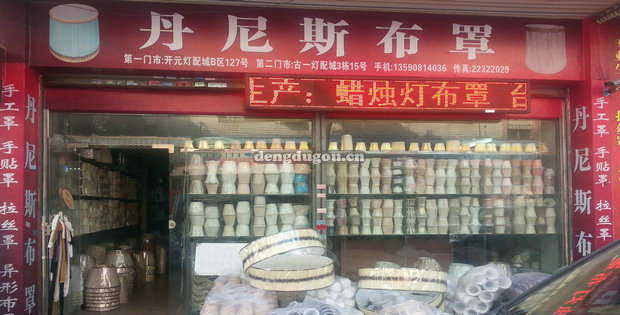 丹尼斯布罩
第一门市:开元灯配城B区127号 第二门市:古一灯配城3栋15号 手机:13590814036 传真:22322029
生产：蜡烛灯布罩 台
dengdugou.cn
丹尼斯布罩
手工罩 手贴罩 拉丝罩 异形布
丹尼斯布罩
手工罩 手贴罩 拉丝罩